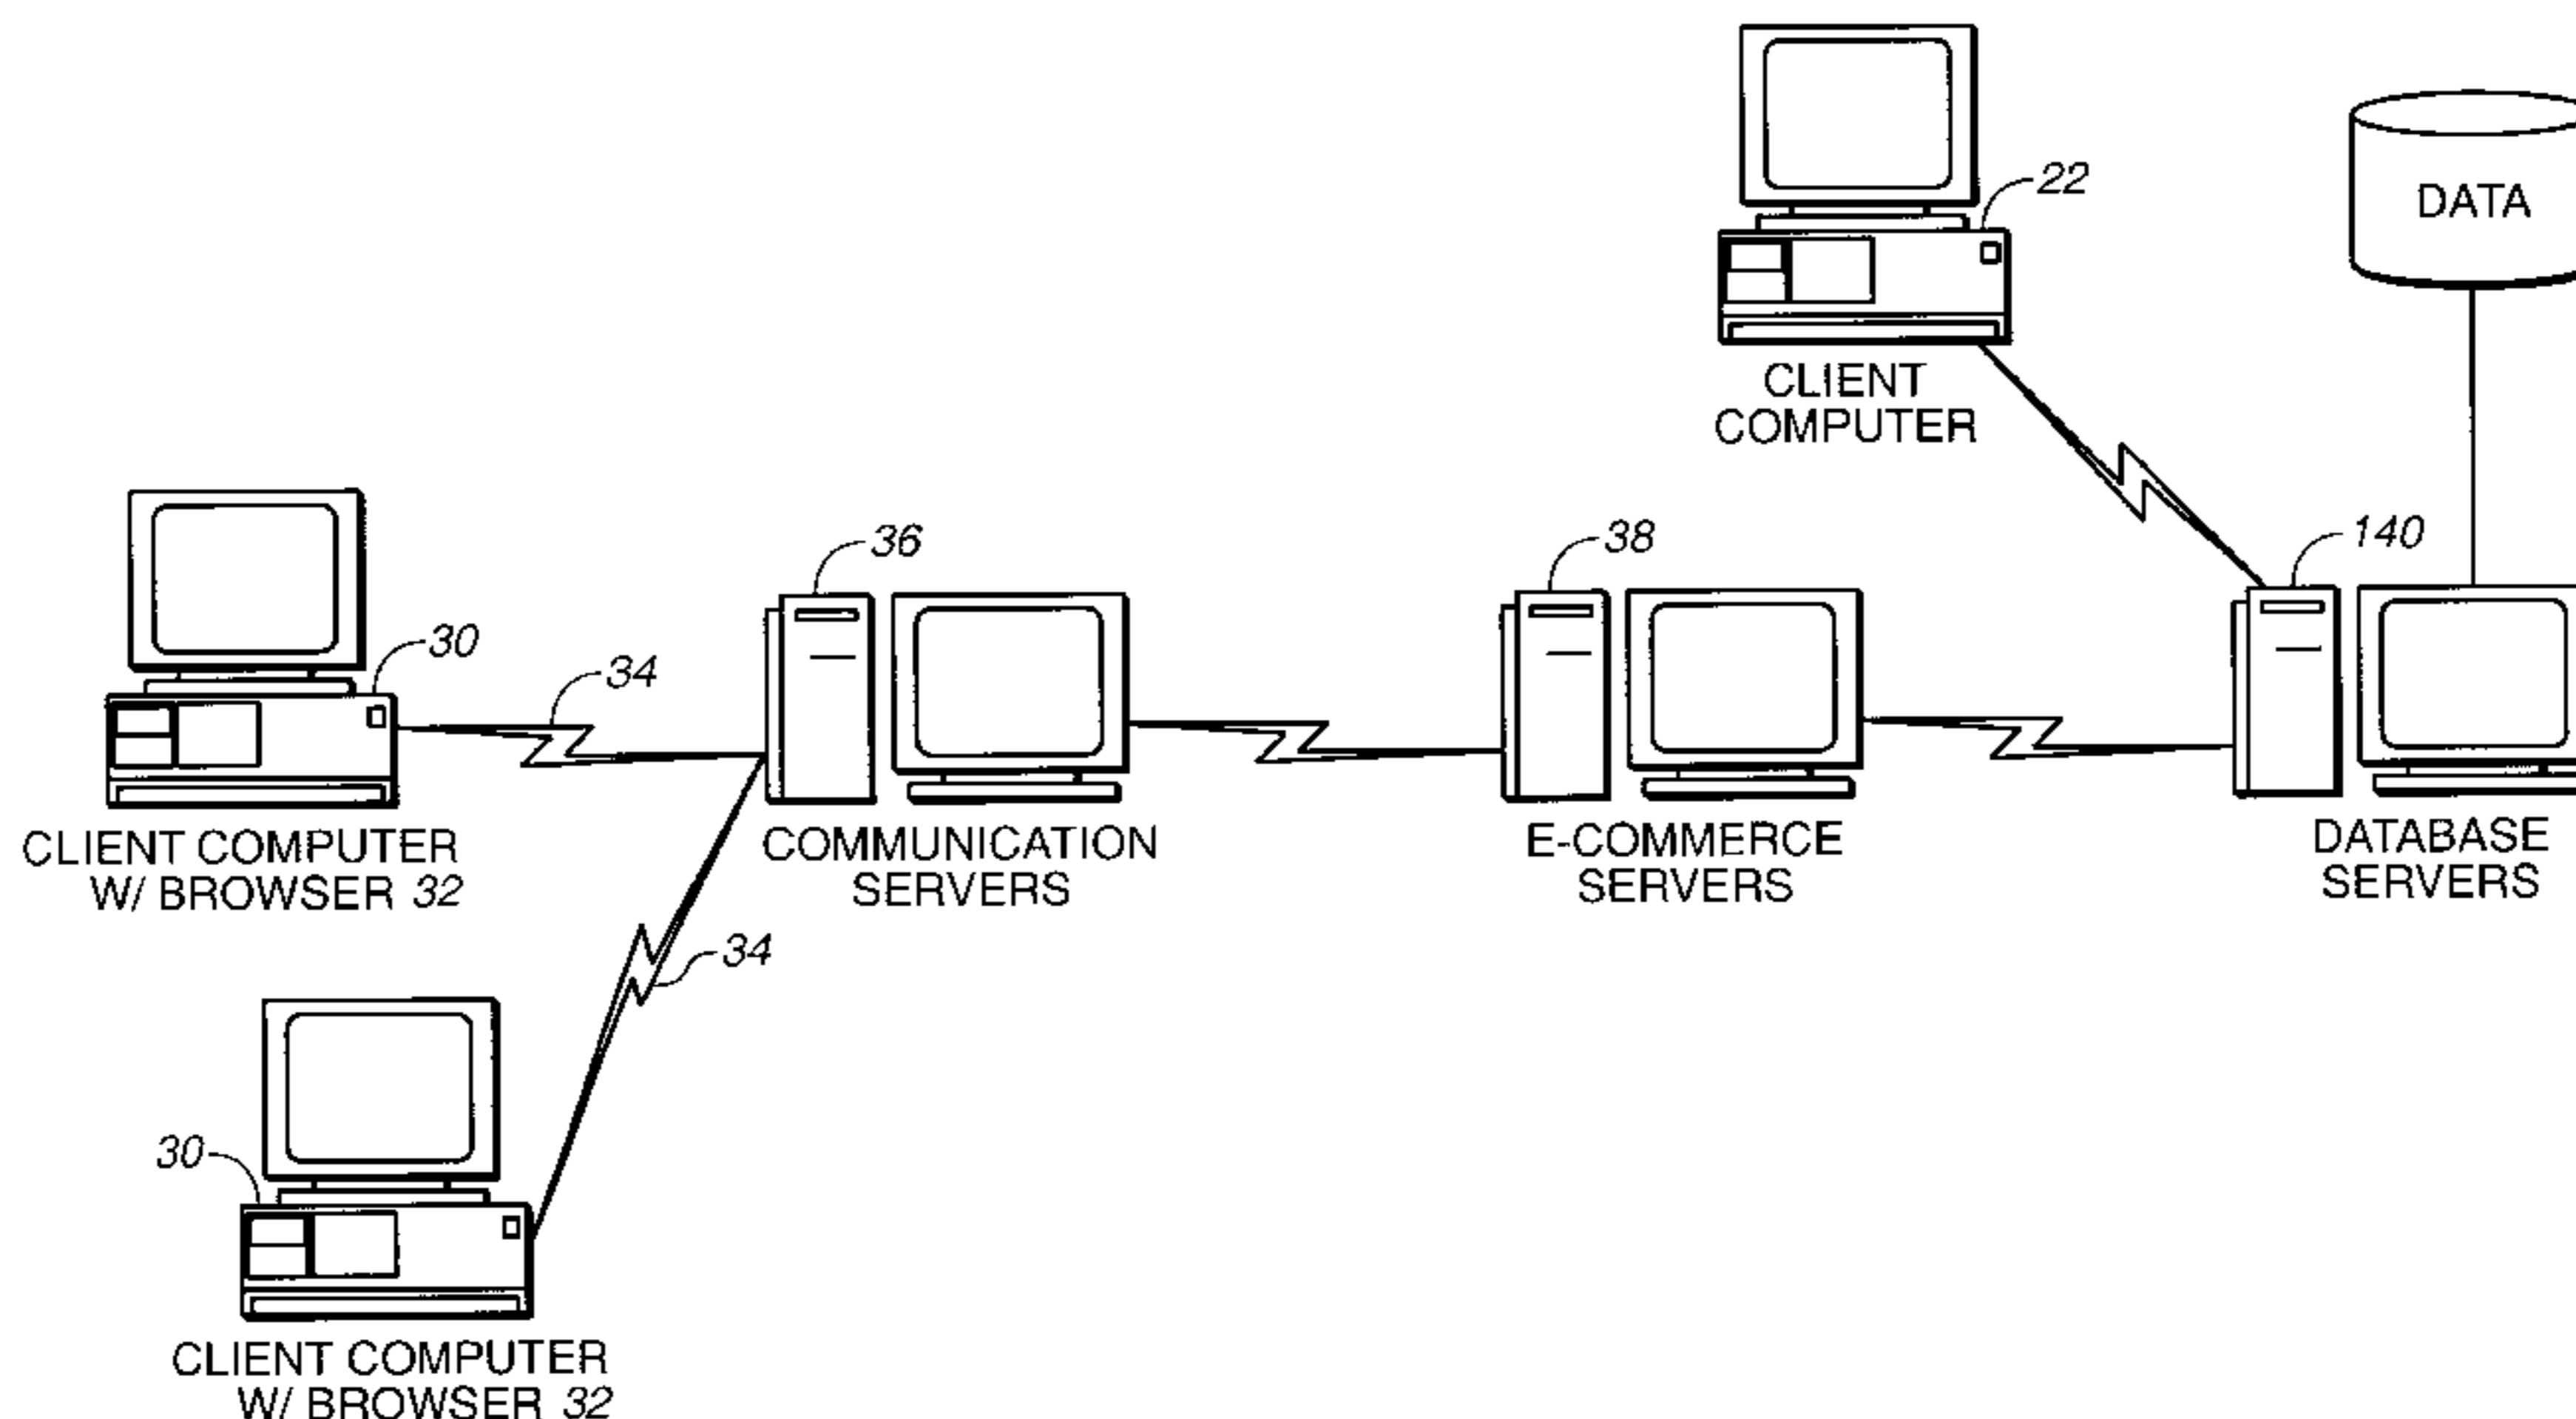 22
DATA
CLIENT
COMPUTER
36
38
140
30
34
CLIENT COMPUTER
W/ BROWSER 32
COMMUNICATION
SERVERS
E-COMMERCE
SERVERS
DATABASE
SERVERS
34
30
CLIENT COMPUTER
W/ BROWSER 32